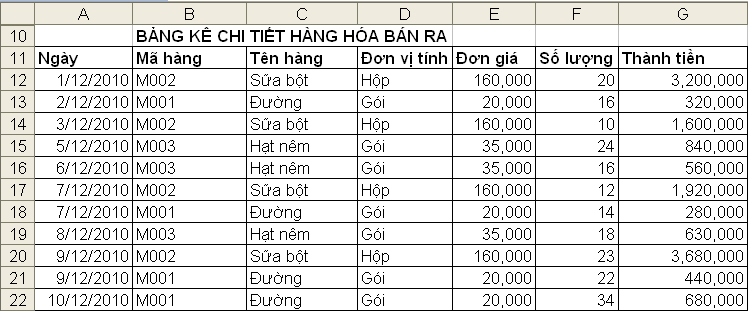 A B C D E F G
10 BẢNG KÊ CHI TIẾT HÀNG HÓA BÁN RA
11 Ngày Mã hàng Tên hàng Đơn vị tính Đơn giá Số lượng Thành tiền
12 1/12/2010 M002 Sữa bột Hộp 160,000 20 3,200,000
13 2/12/2010 M001 Đường Gói 20,000 16 320,000
14 3/12/2010 M002 Sữa bột Hộp 160,000 10 1,600,000
15 5/12/2010 M003 Hạt nêm Gói 35,000 24 840,000
16 6/12/2010 M003 Hạt nêm Gói 35,000 16 560,000
17 7/12/2010 M002 Sữa bột Hộp 160,000 12 1,920,000
18 7/12/2010 M001 Đường Gói 20,000 14 280,000
19 8/12/2010 M003 Hạt nêm Gói 35,000 18 630,000
20 9/12/2010 M002 Sữa bột Hộp 160,000 23 3,680,000
21 9/12/2010 M001 Đường Gói 20,000 22 440,000
22 10/12/2010 M001 Đường Gói 20,000 34 680,000